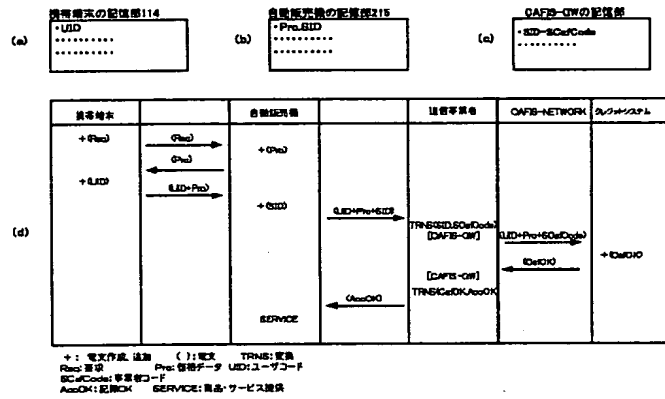 携帯端末の記憶部114
自動販売機の記憶部215
CAFIS-GWの記憶部
(a)
・UID
(b)
・Pro.SID
(c)
・SID-SCafCode
携帯端末
自動販売機
通信事業者
CAFIS-NETWORK
クレジットシステム
+(Req)
(Req)
+(Pro)
(Pro)
+(UID)
(UID+Pro)
+(SID)
(UID+Pro+SID)
(d)
TRNS(SID,SCafCode)
[CAFIS-GW]
(UID+Pro+SCafCode)
(CafOK)
+(CafOK)
[CAFIS-GW]
TRNS(CafOK,AccOK)
(AccOK)
SERVICE
+: 電文作成、追加 ( ):電文 TRNS:変換
Req:要求 Pro:価格データ UID:ユーザコード
SCafCode:事業者コード
AccOK:記録OK SERVICE:商品・サービス提供